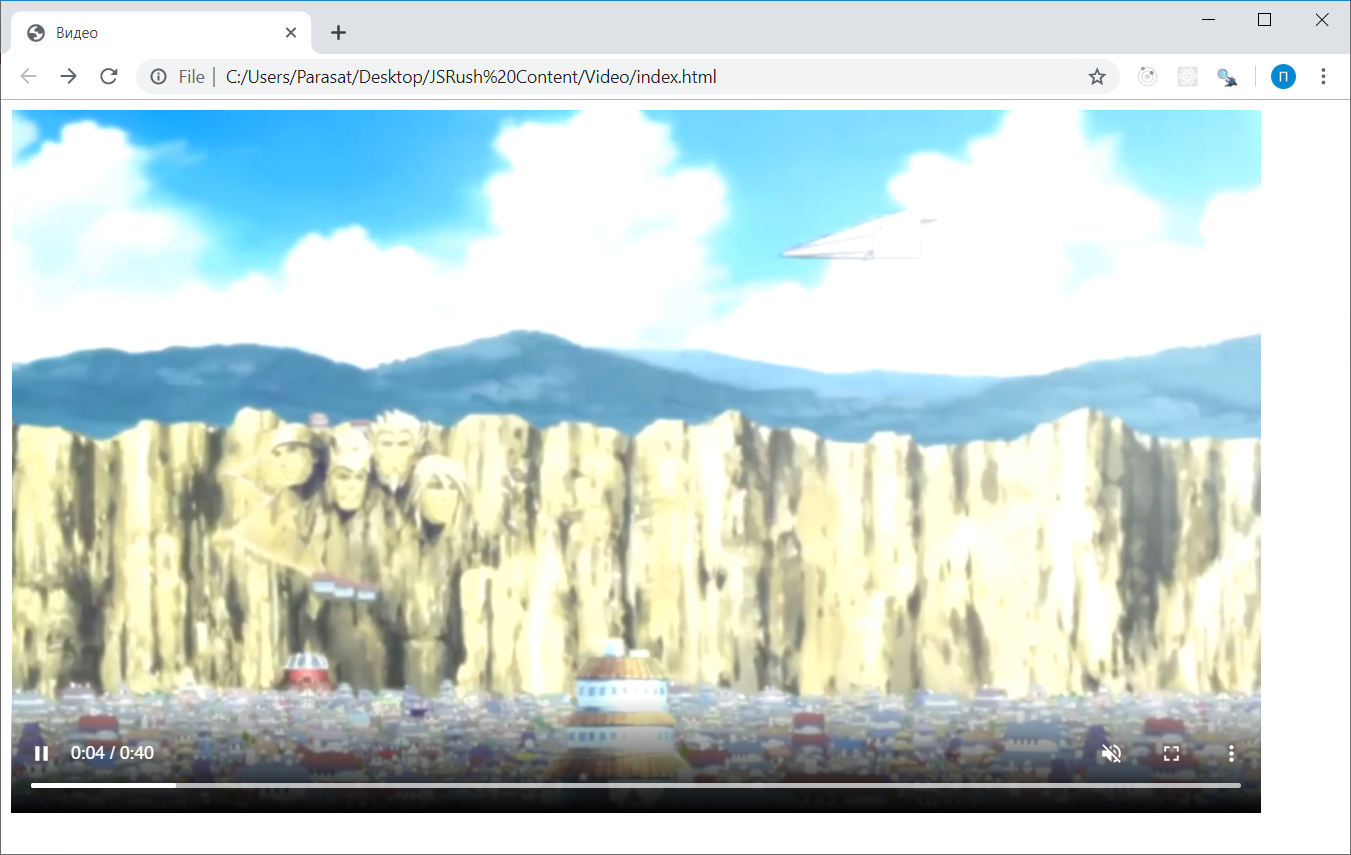 Видео
File | C:/Users/Parasat/Desktop/JSRush%20Content/Video/index.html
П
0:04 / 0:40